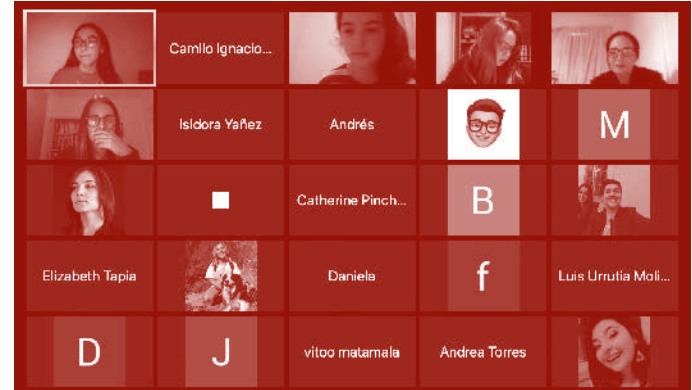 Camilo Ignacio...
Isidora Yañez
Andrés
M
Catherine Pinch...
B
Elizabeth Tapia
Daniela
f
Luis Urrutia Moli...
D
J
vitoo matamala
Andrea Torres